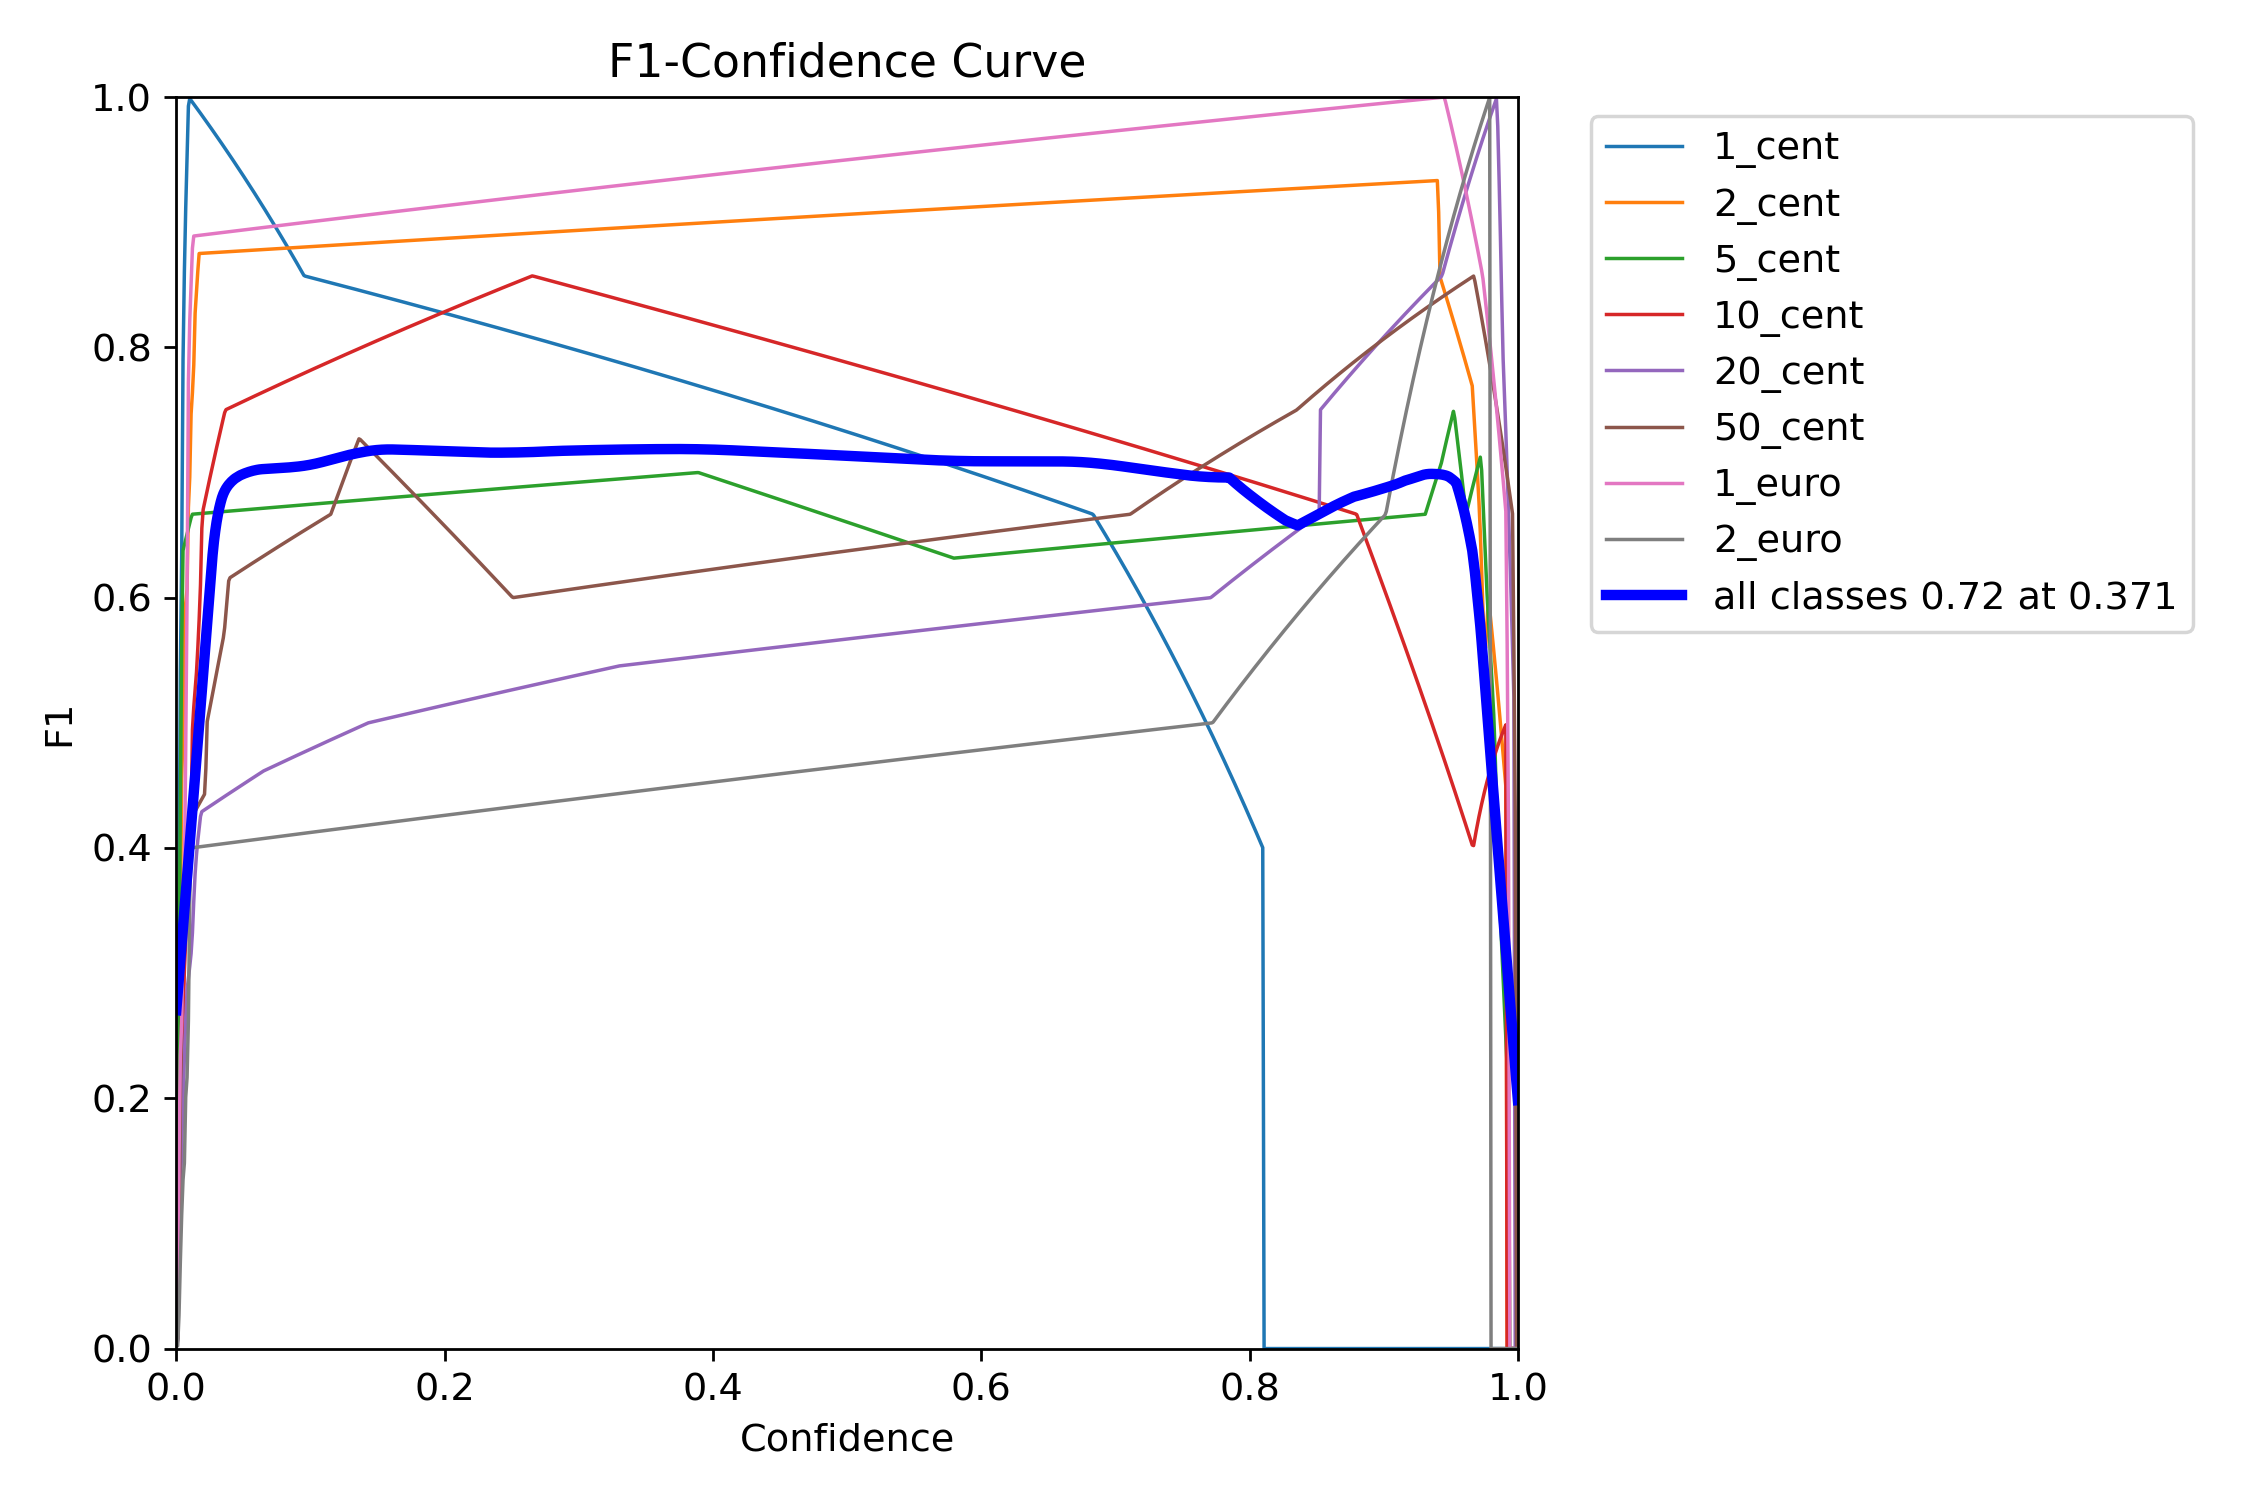 F1-Confidence Curve
1.0
0.8
0.6
0.4
0.2
0.0
F1
0.0 0.2 0.4 0.6 0.8 1.0
Confidence
1_cent
2_cent
5_cent
10_cent
20_cent
50_cent
1_euro
2_euro
all classes 0.72 at 0.371